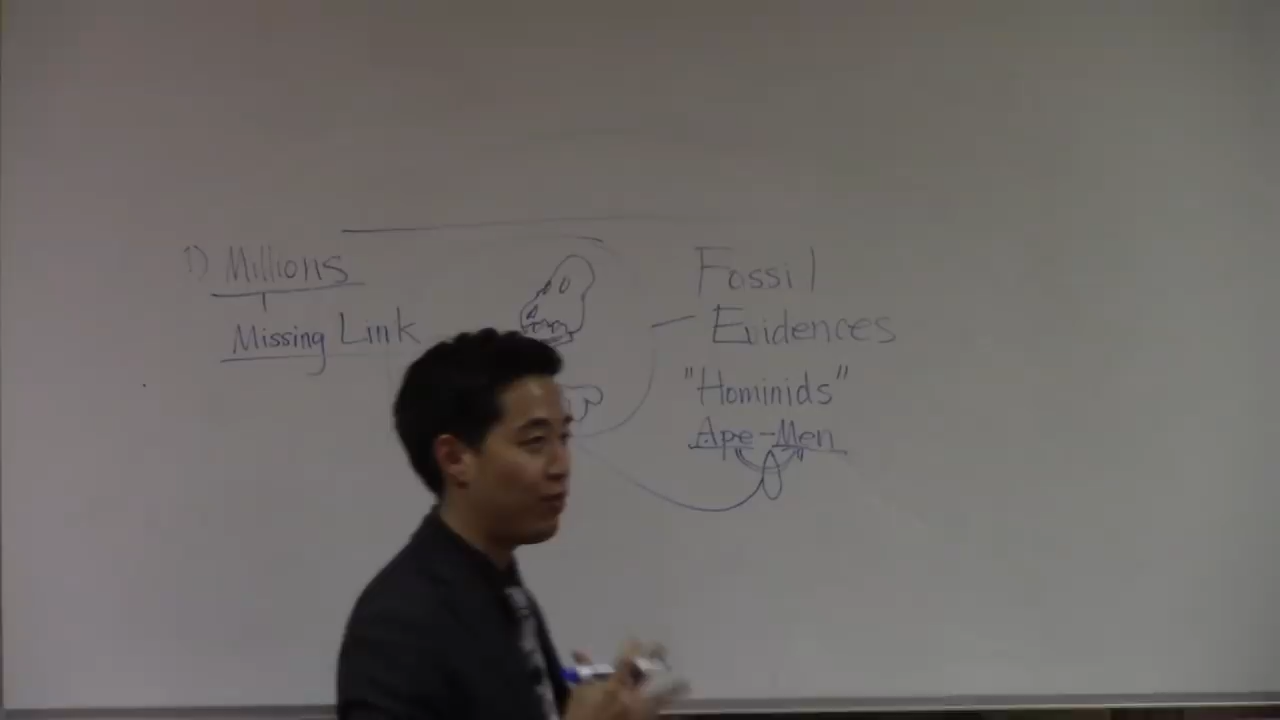 1) Millions
Missing Link
Fossil
Evidences
"Hominids"
Ape-Men